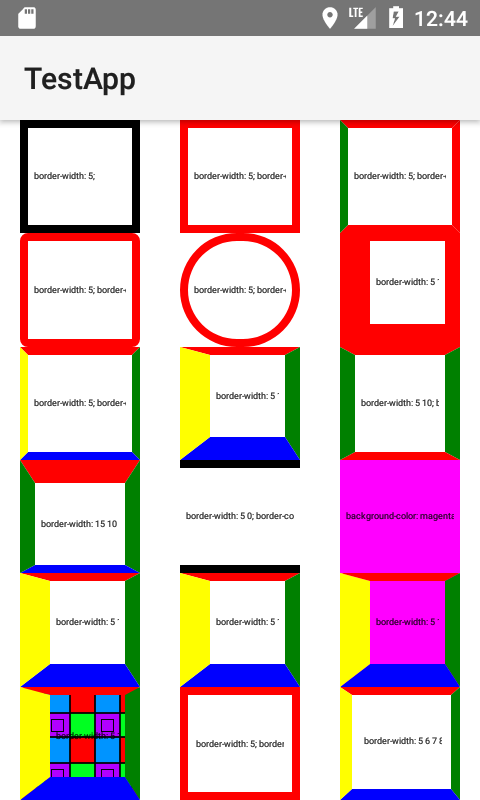 LTE 12:44
TestApp
border-width: 5;
border-width: 5; border-
border-width: 5; border-
border-width: 5; border-
border-width: 5; border-
border-width: 5
border-width: 5; border-
border-width: 5
border-width: 5 10; b
border-width: 15 10
border-width: 5 0; border-co
background-color: magenta
border-width: 5
border-width: 5
border-width: 5
border-width: 5
border-width: 5; border
border-width: 5 6 7 8